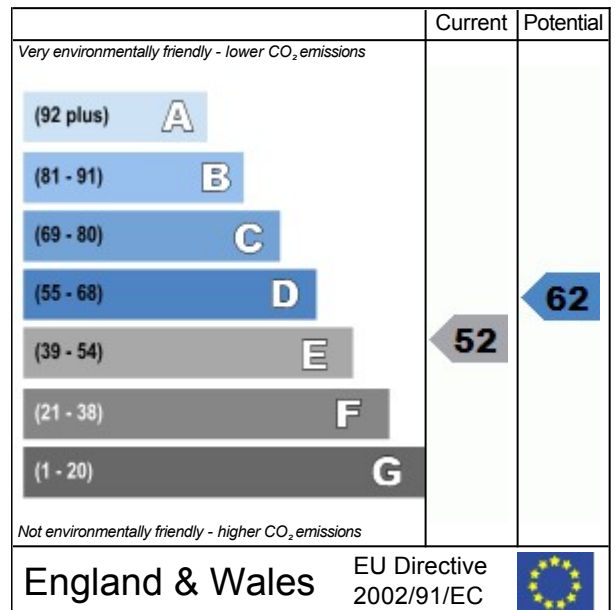 Current Potential
Very environmentally friendly - lower CO₂ emissions
(92 plus) A
(81 - 91) B
(69 - 80) C
(55 - 68) D
62
(39 - 54) E
52
(21 - 38) F
(1 - 20) G
Not environmentally friendly - higher CO₂ emissions
England & Wales
EU Directive
2002/91/EC